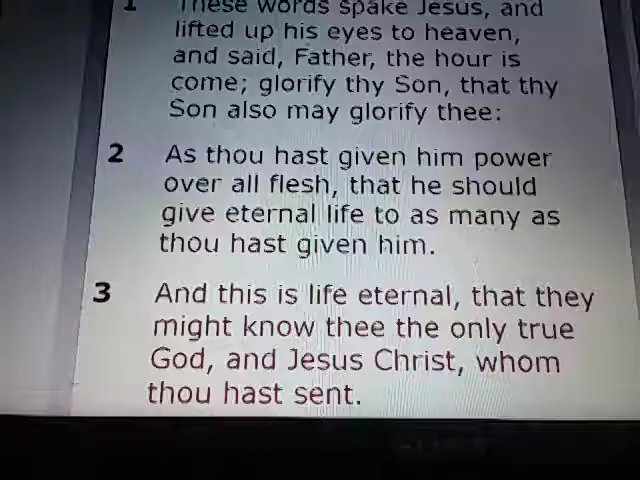 1 These words spake Jesus, and
lifted up his eyes to heaven,
and said, Father, the hour is
come; glorify thy Son, that thy
Son also may glorify thee:
2 As thou hast given him power
over all flesh, that he should
give eternal life to as many as
thou hast given him.
3 And this is life eternal, that they
might know thee the only true
God, and Jesus Christ, whom
thou hast sent.